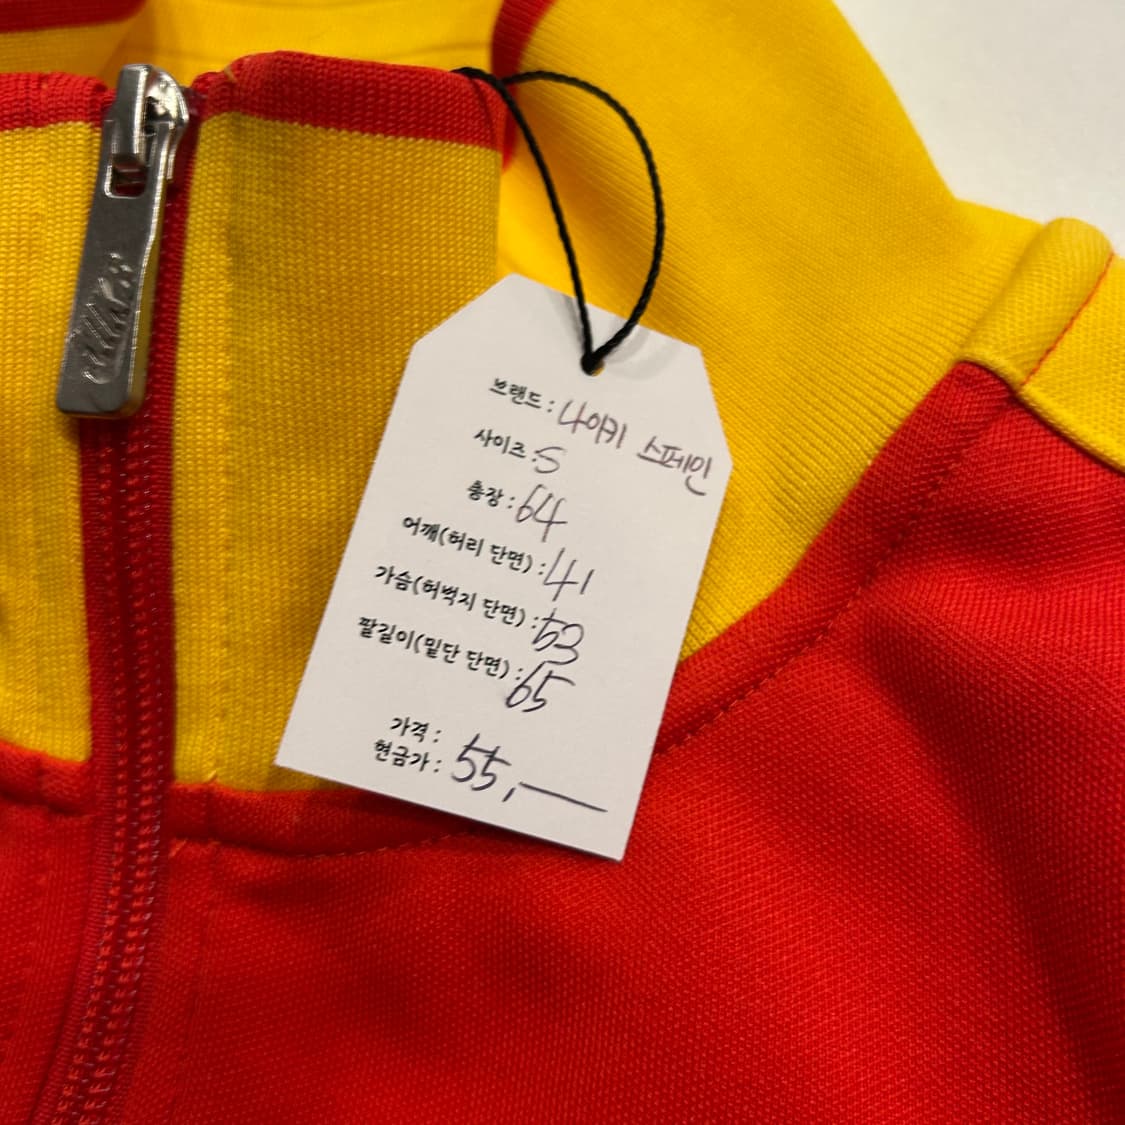 브랜드 : 나이키 스페인
사이즈 : S
총장 : 64
어깨(허리 단면) : 41
가슴(허벅지 단면) : 53
팔길이(밑단 단면) : 65
가격 :
현금가 : 55,—